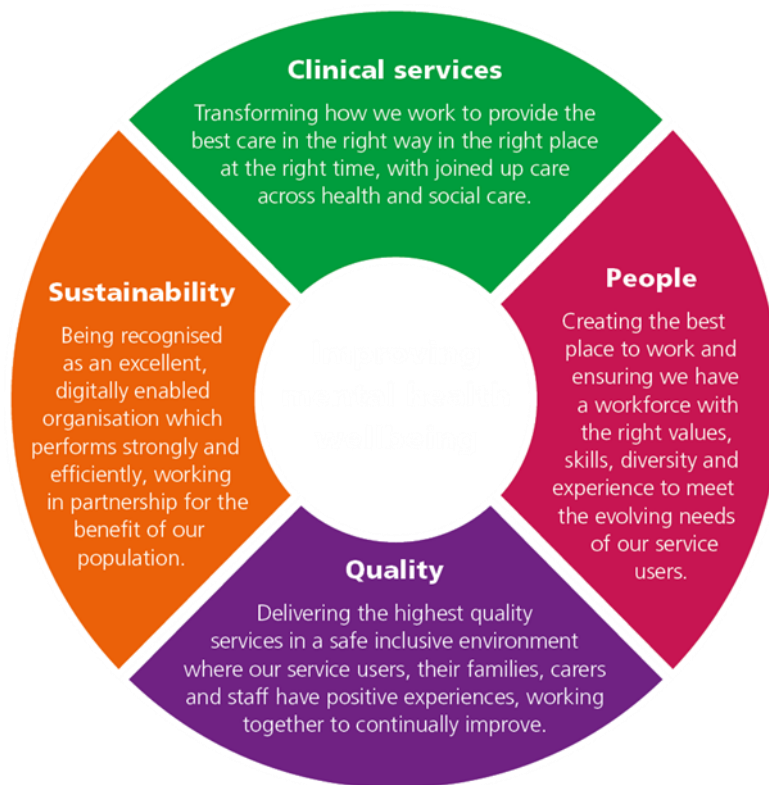 Clinical services
Transforming how we work to provide the
best care in the right way in the right place
at the right time, with joined up care
across health and social care.
People
Creating the best
place to work and
ensuring we have
a workforce with
the right values,
skills, diversity and
experience to meet
the evolving needs
of our service
users.
Quality
Delivering the highest quality
services in a safe inclusive environment
where our service users, their families, carers
and staff have positive experiences, working
together to continually improve.
Sustainability
Being recognised
as an excellent,
digitally enabled
organisation which
performs strongly and
efficiently, working
in partnership for the
benefit of our
population.